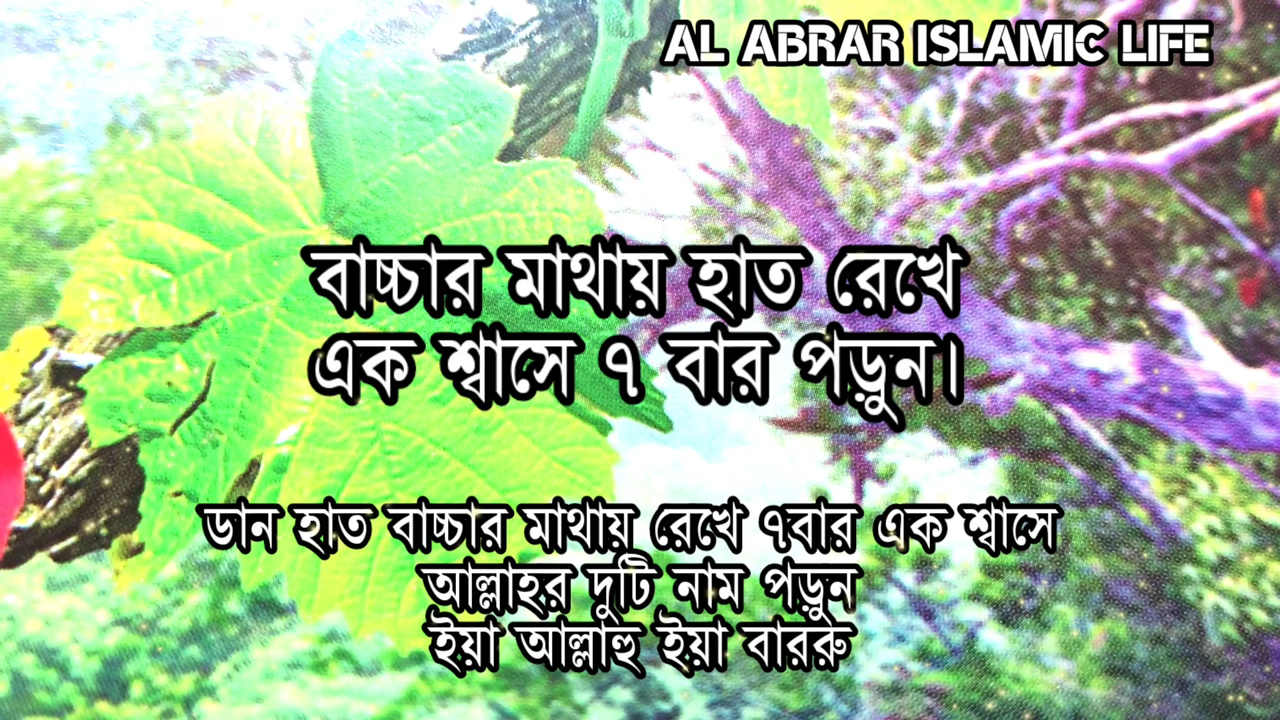 AL ABRAR ISLAMIC LIFE
বাচ্চার মাথায় হাত রেখে
এক শ্বাসে ৭ বার পড়ুন।
ডান হাত বাচ্চার মাথায় রেখে ৭বার এক শ্বাসে
আল্লাহর দুটি নাম পড়ুন
ইয়া আল্লাহু ইয়া বাররু